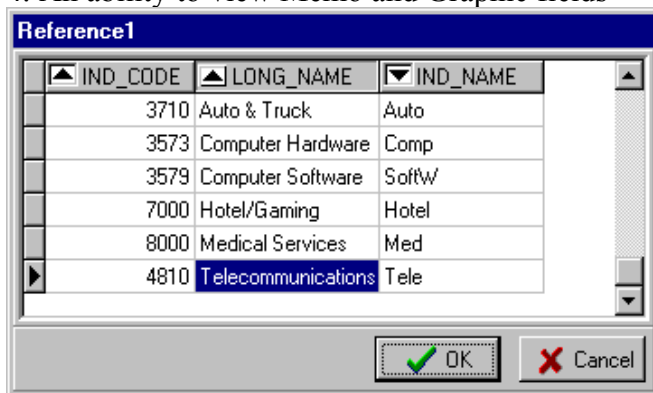 Reference1
IND_CODE LONG_NAME IND_NAME
3710 Auto & Truck Auto
3573 Computer Hardware Comp
3579 Computer Software SoftW
7000 Hotel/Gaming Hotel
8000 Medical Services Med
4810 Telecommunications Tele
OK Cancel